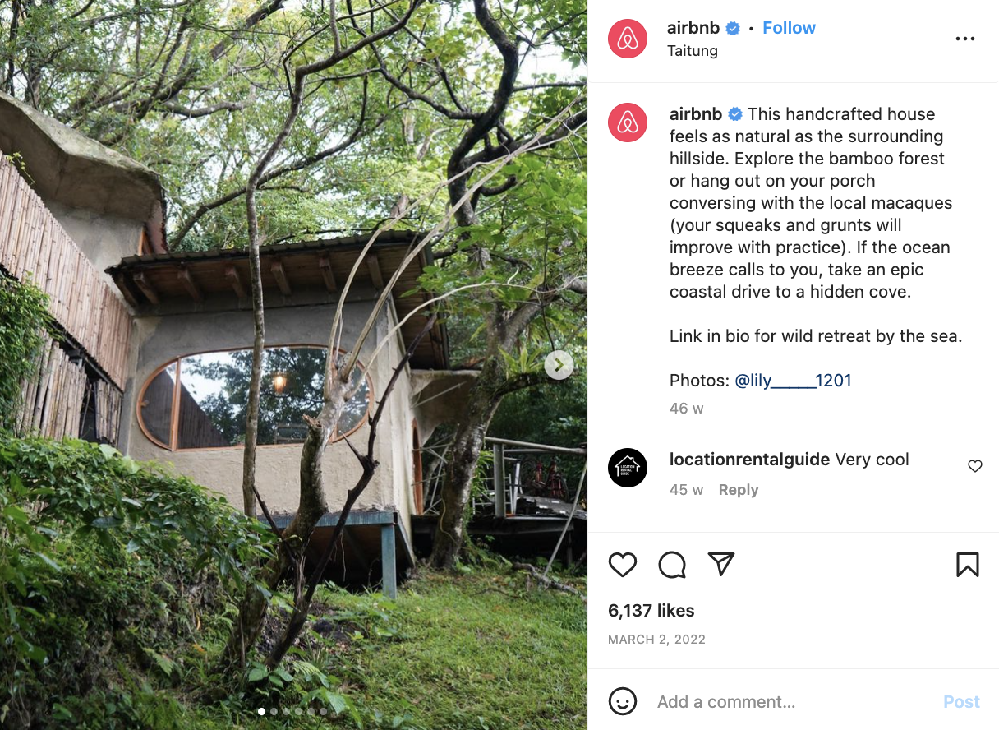 airbnb • Follow
Taitung
airbnb This handcrafted house
feels as natural as the surrounding
hillside. Explore the bamboo forest
or hang out on your porch
conversing with the local macaques
(your squeaks and grunts will
improve with practice). If the ocean
breeze calls to you, take an epic
coastal drive to a hidden cove.
Link in bio for wild retreat by the sea.
Photos: @lily_____1201
46 w
LOCATION
RENTAL
GUIDE
locationrentalguide Very cool
45 w Reply
6,137 likes
MARCH 2, 2022
Add a comment...
Post